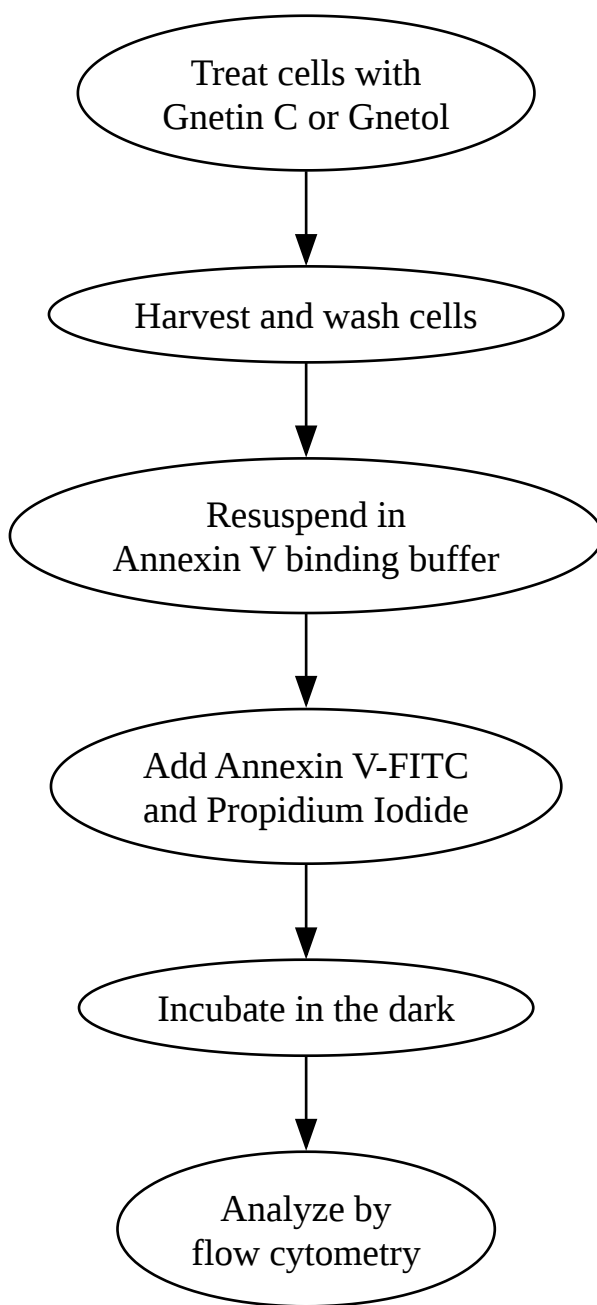 Treat cells with
Gnetin C or Gnetol
Harvest and wash cells
Resuspend in
Annexin V binding buffer
Add Annexin V-FITC
and Propidium Iodide
Incubate in the dark
Analyze by
flow cytometry